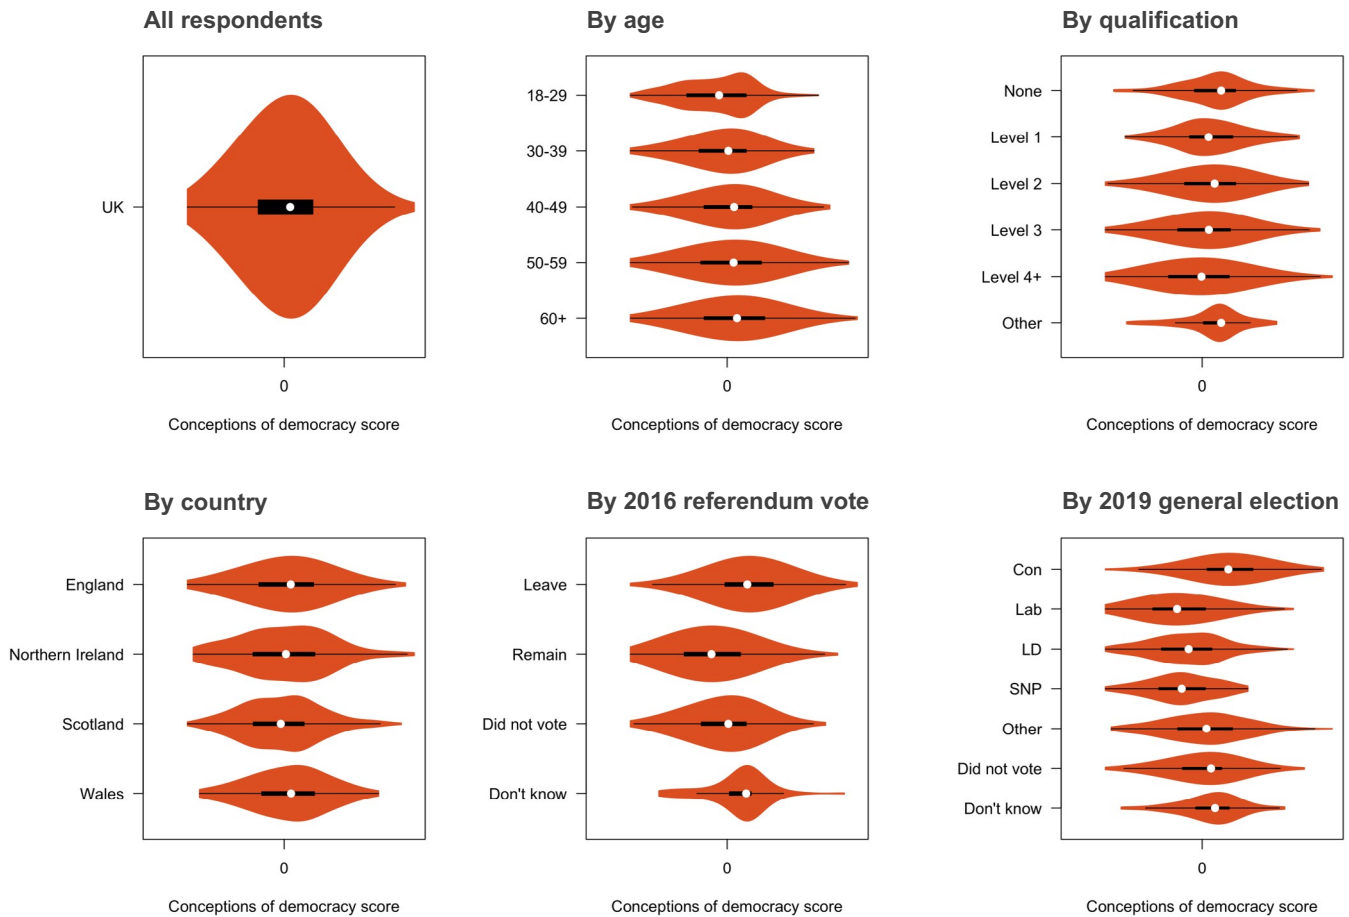 All respondents
UK
0
Conceptions of democracy score
By age
18-29
30-39
40-49
50-59
60+
0
Conceptions of democracy score
By qualification
None
Level 1
Level 2
Level 3
Level 4+
Other
0
Conceptions of democracy score
By country
England
Northern Ireland
Scotland
Wales
0
Conceptions of democracy score
By 2016 referendum vote
Leave
Remain
Did not vote
Don't know
0
Conceptions of democracy score
By 2019 general election
Con
Lab
LD
SNP
Other
Did not vote
Don't know
0
Conceptions of democracy score